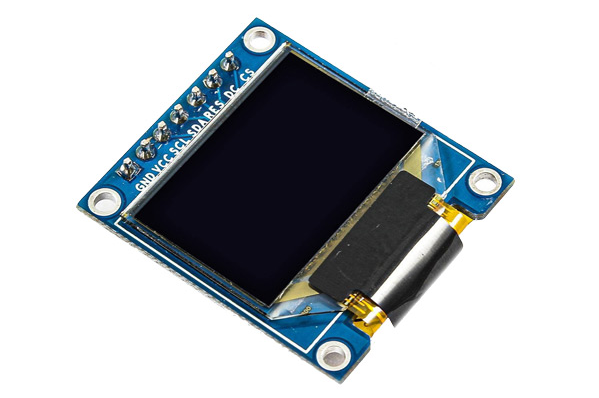 GND VCC SCL SDA RES DC CS